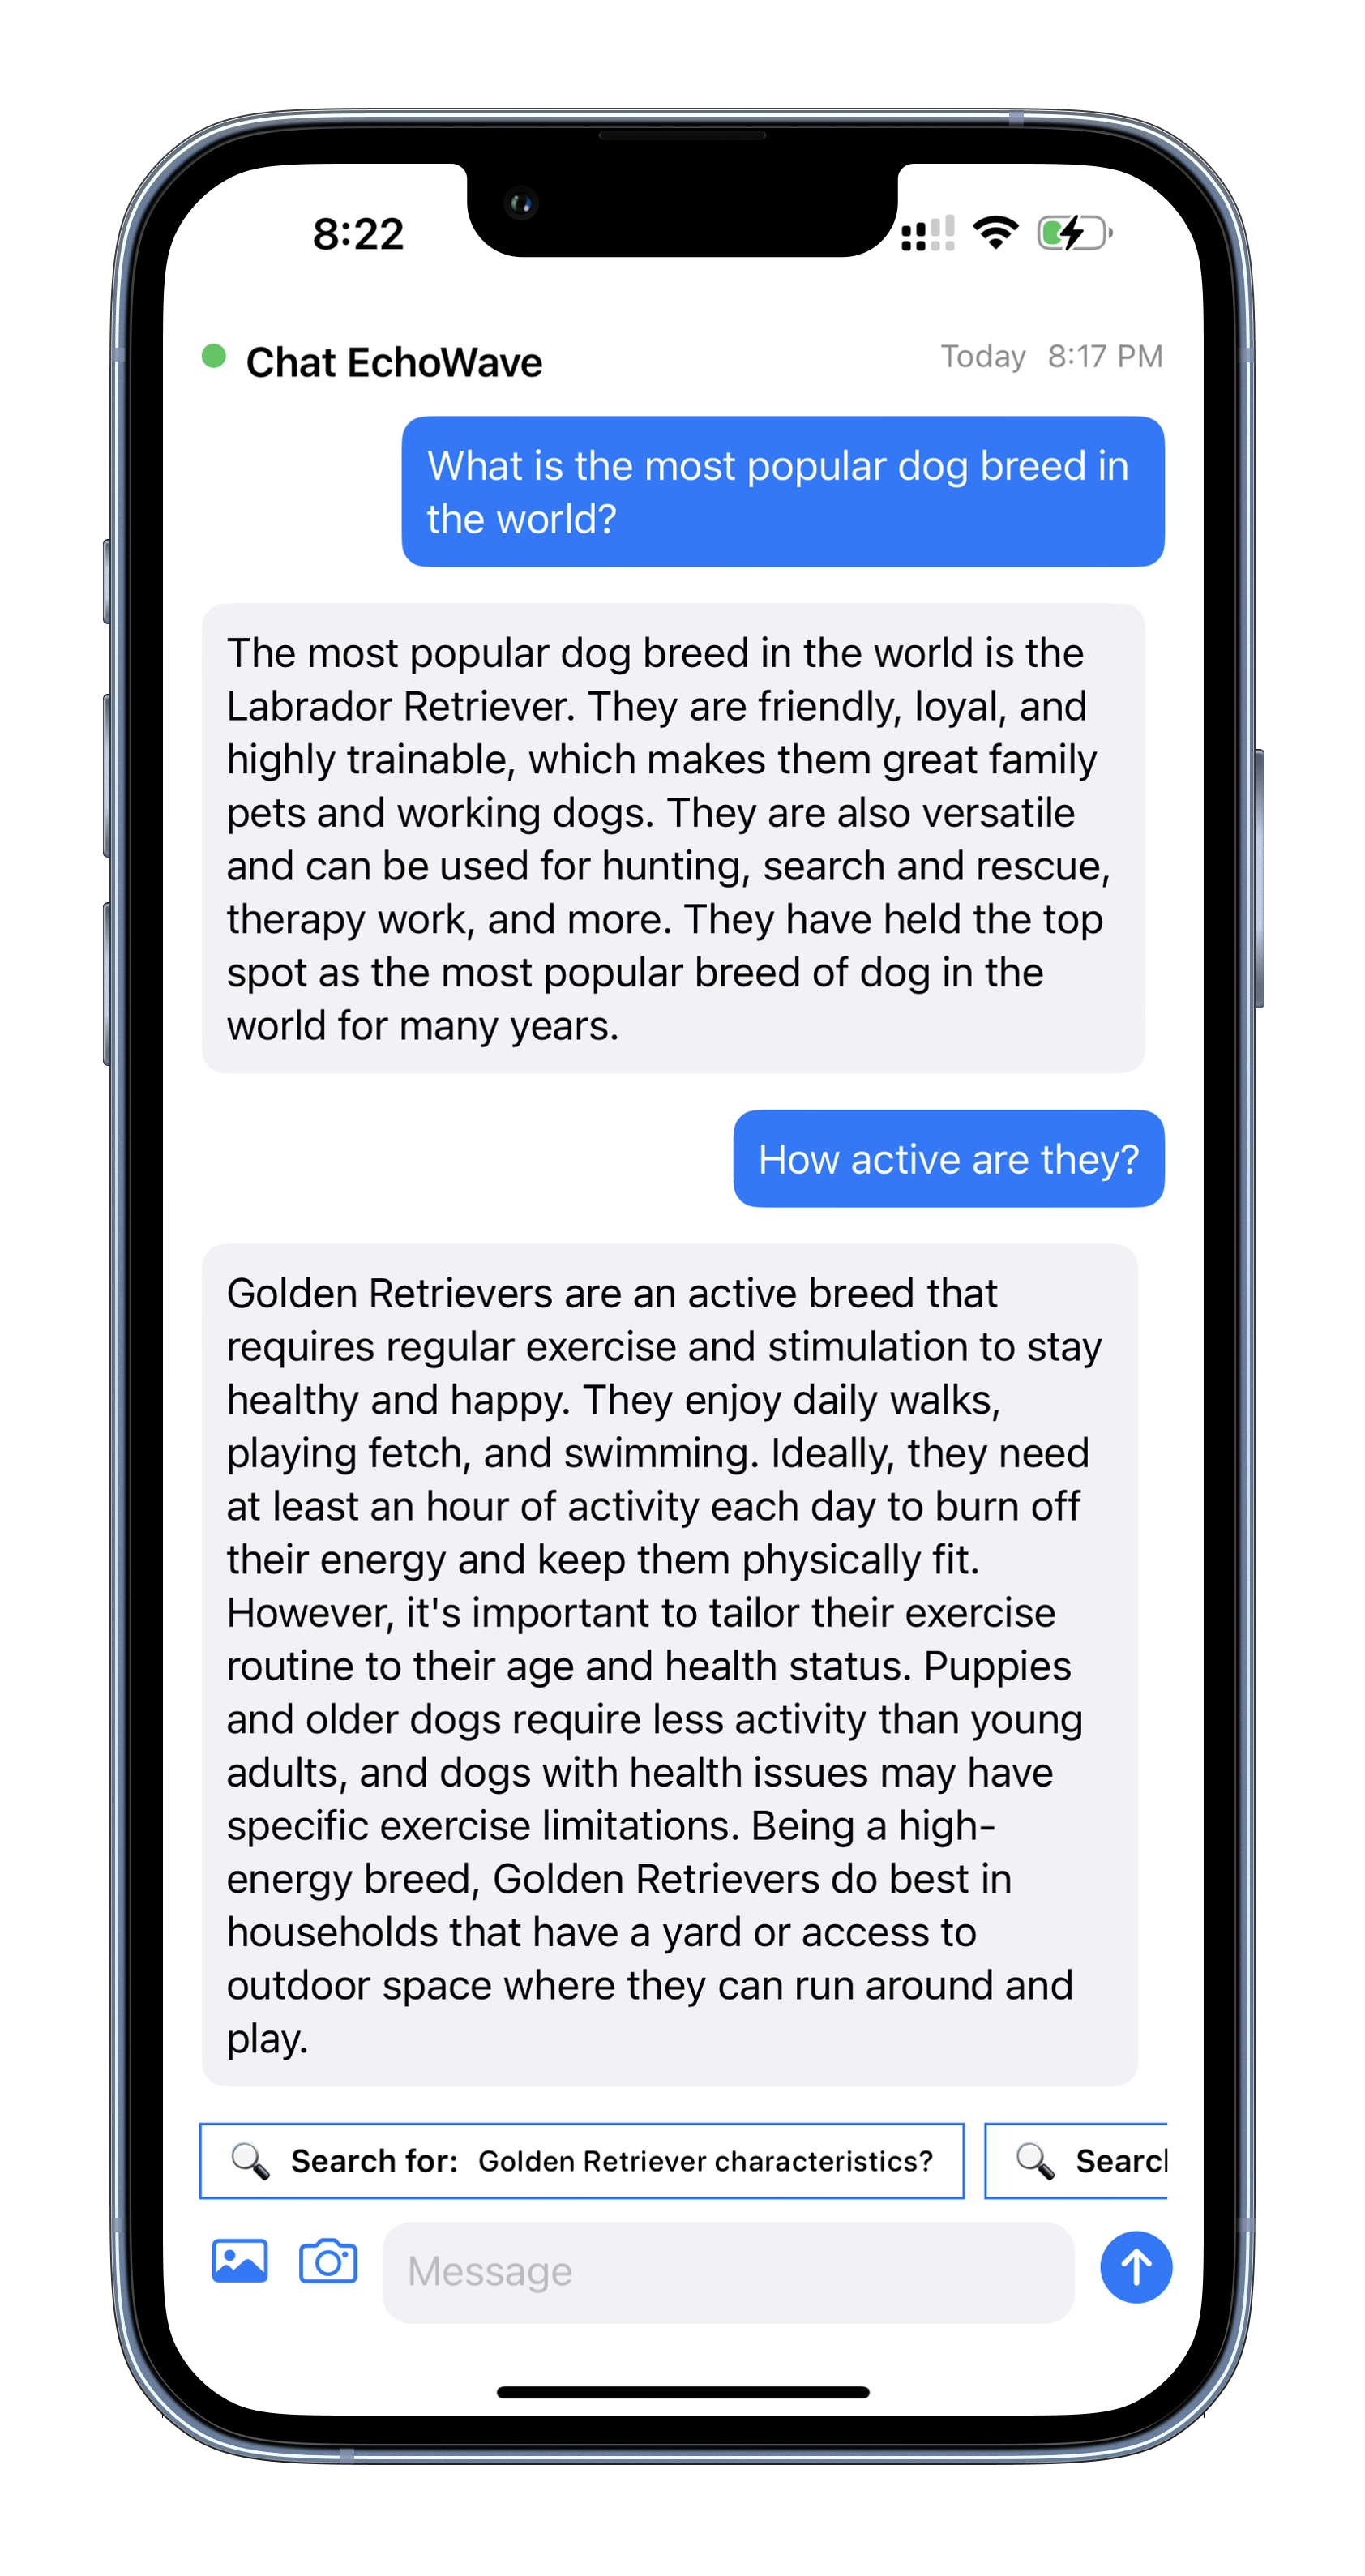 8:22
Chat EchoWave
Today 8:17 PM
What is the most popular dog breed in
the world?
The most popular dog breed in the world is the
Labrador Retriever. They are friendly, loyal, and
highly trainable, which makes them great family
pets and working dogs. They are also versatile
and can be used for hunting, search and rescue,
therapy work, and more. They have held the top
spot as the most popular breed of dog in the
world for many years.
How active are they?
Golden Retrievers are an active breed that
requires regular exercise and stimulation to stay
healthy and happy. They enjoy daily walks,
playing fetch, and swimming. Ideally, they need
at least an hour of activity each day to burn off
their energy and keep them physically fit.
However, it's important to tailor their exercise
routine to their age and health status. Puppies
and older dogs require less activity than young
adults, and dogs with health issues may have
specific exercise limitations. Being a high-
energy breed, Golden Retrievers do best in
households that have a yard or access to
outdoor space where they can run around and
play.
Search for: Golden Retriever characteristics?
Searc
Message